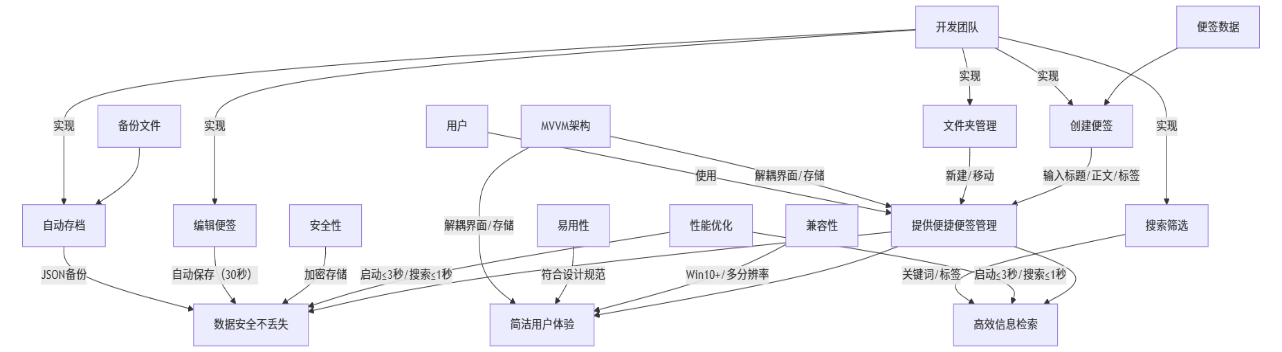 开发团队
便签数据
实现
实现
备份文件
用户
MVVM架构
文件夹管理
创建便签
实现
实现
实现
使用
解耦界面/存储
新建/移动
输入标题/正文/标签
自动存档
编辑便签
安全性
解耦界面/存储
易用性
性能优化
兼容性
提供便捷便签管理
搜索筛选
JSON备份
自动保存（30秒）
加密存储
启动≤3秒/搜索≤1秒
符合设计规范
Win10+/多分辨率
关键词/标签
启动≤3秒/搜索≤1秒
数据安全不丢失
简洁用户体验
高效信息检索